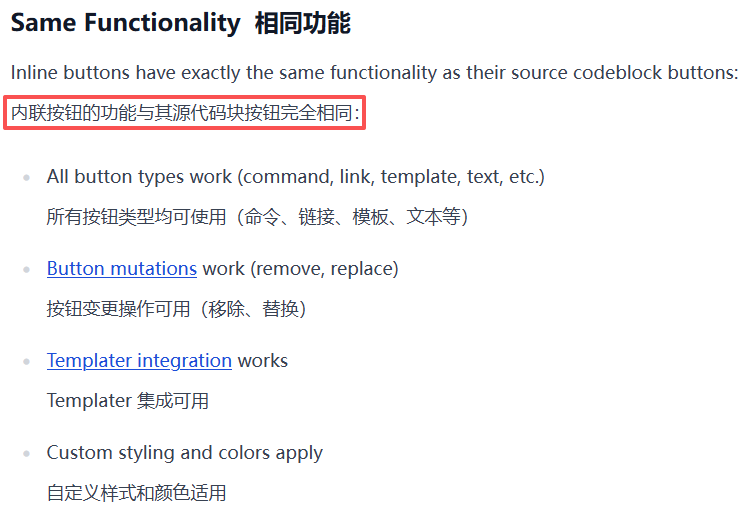 Same Functionality 相同功能
Inline buttons have exactly the same functionality as their source codeblock buttons:
内联按钮的功能与其源代码块按钮完全相同：
All button types work (command, link, template, text, etc.)
所有按钮类型均可使用（命令、链接、模板、文本等）
Button mutations work (remove, replace)
按钮变更操作可用（移除、替换）
Templater integration works
Templater 集成可用
Custom styling and colors apply
自定义样式和颜色适用